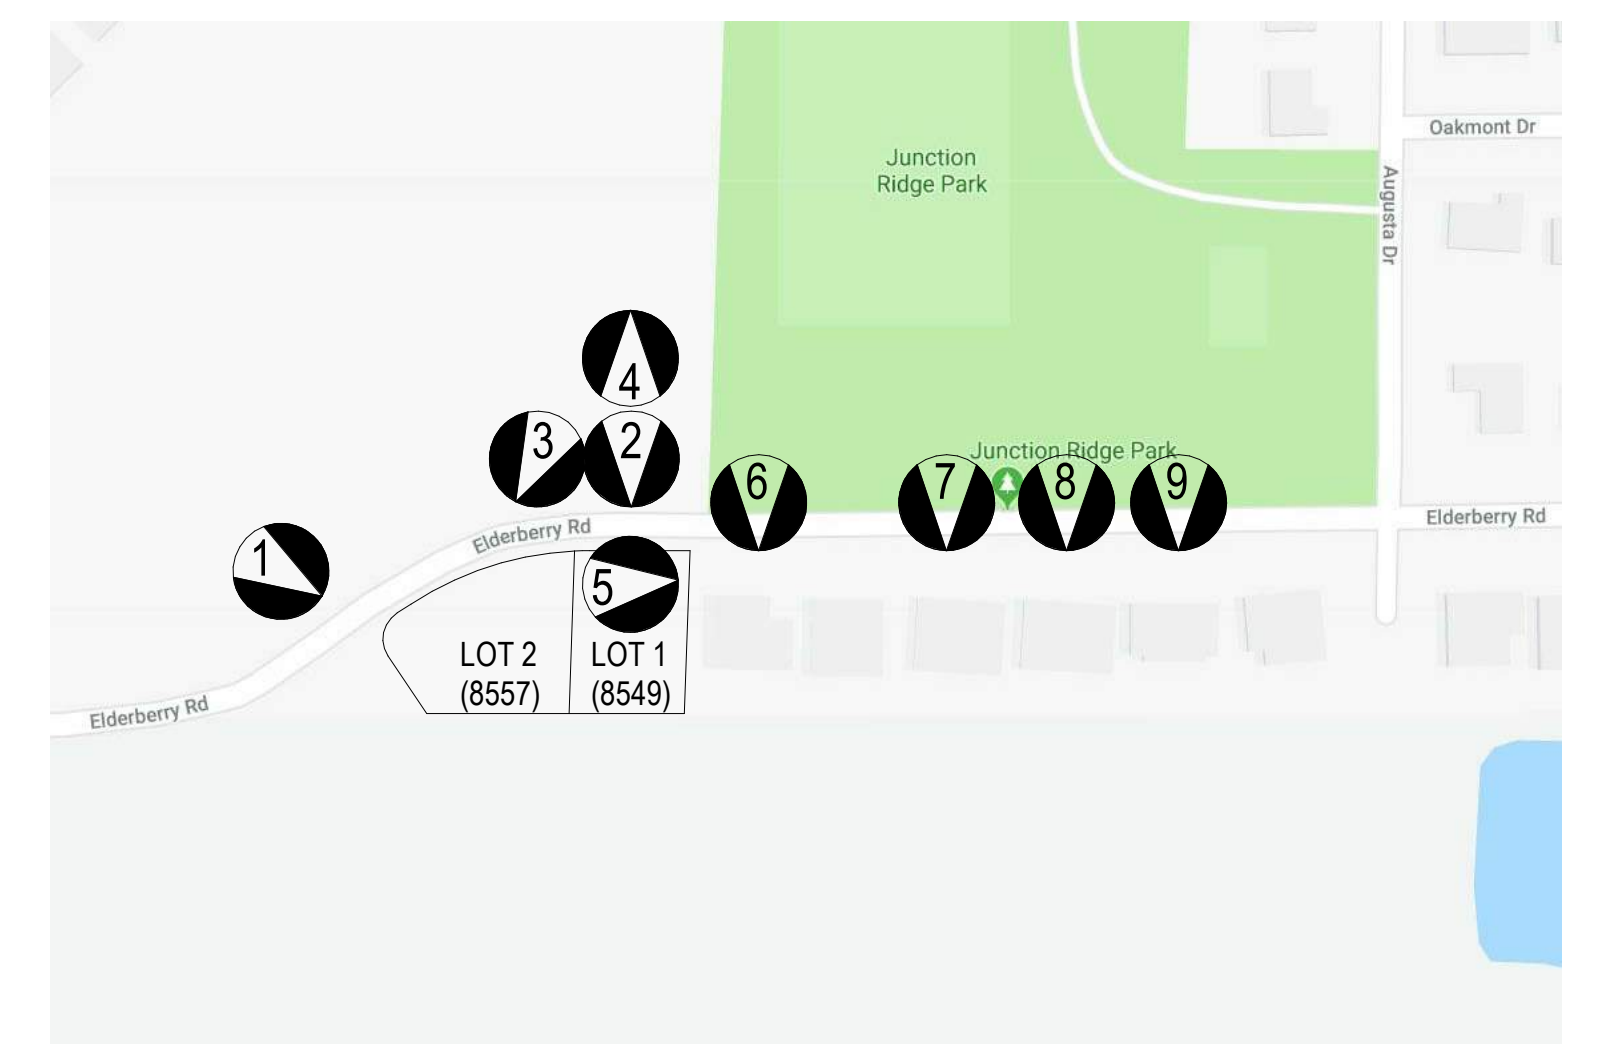 Oakmont Dr
Junction
Ridge Park
Augusta Dr
4
3
2
Junction Ridge Park
6
7
8
9
Elderberry Rd
Elderberry Rd
1
5
LOT 2
(8557)
LOT 1
(8549)
Elderberry Rd